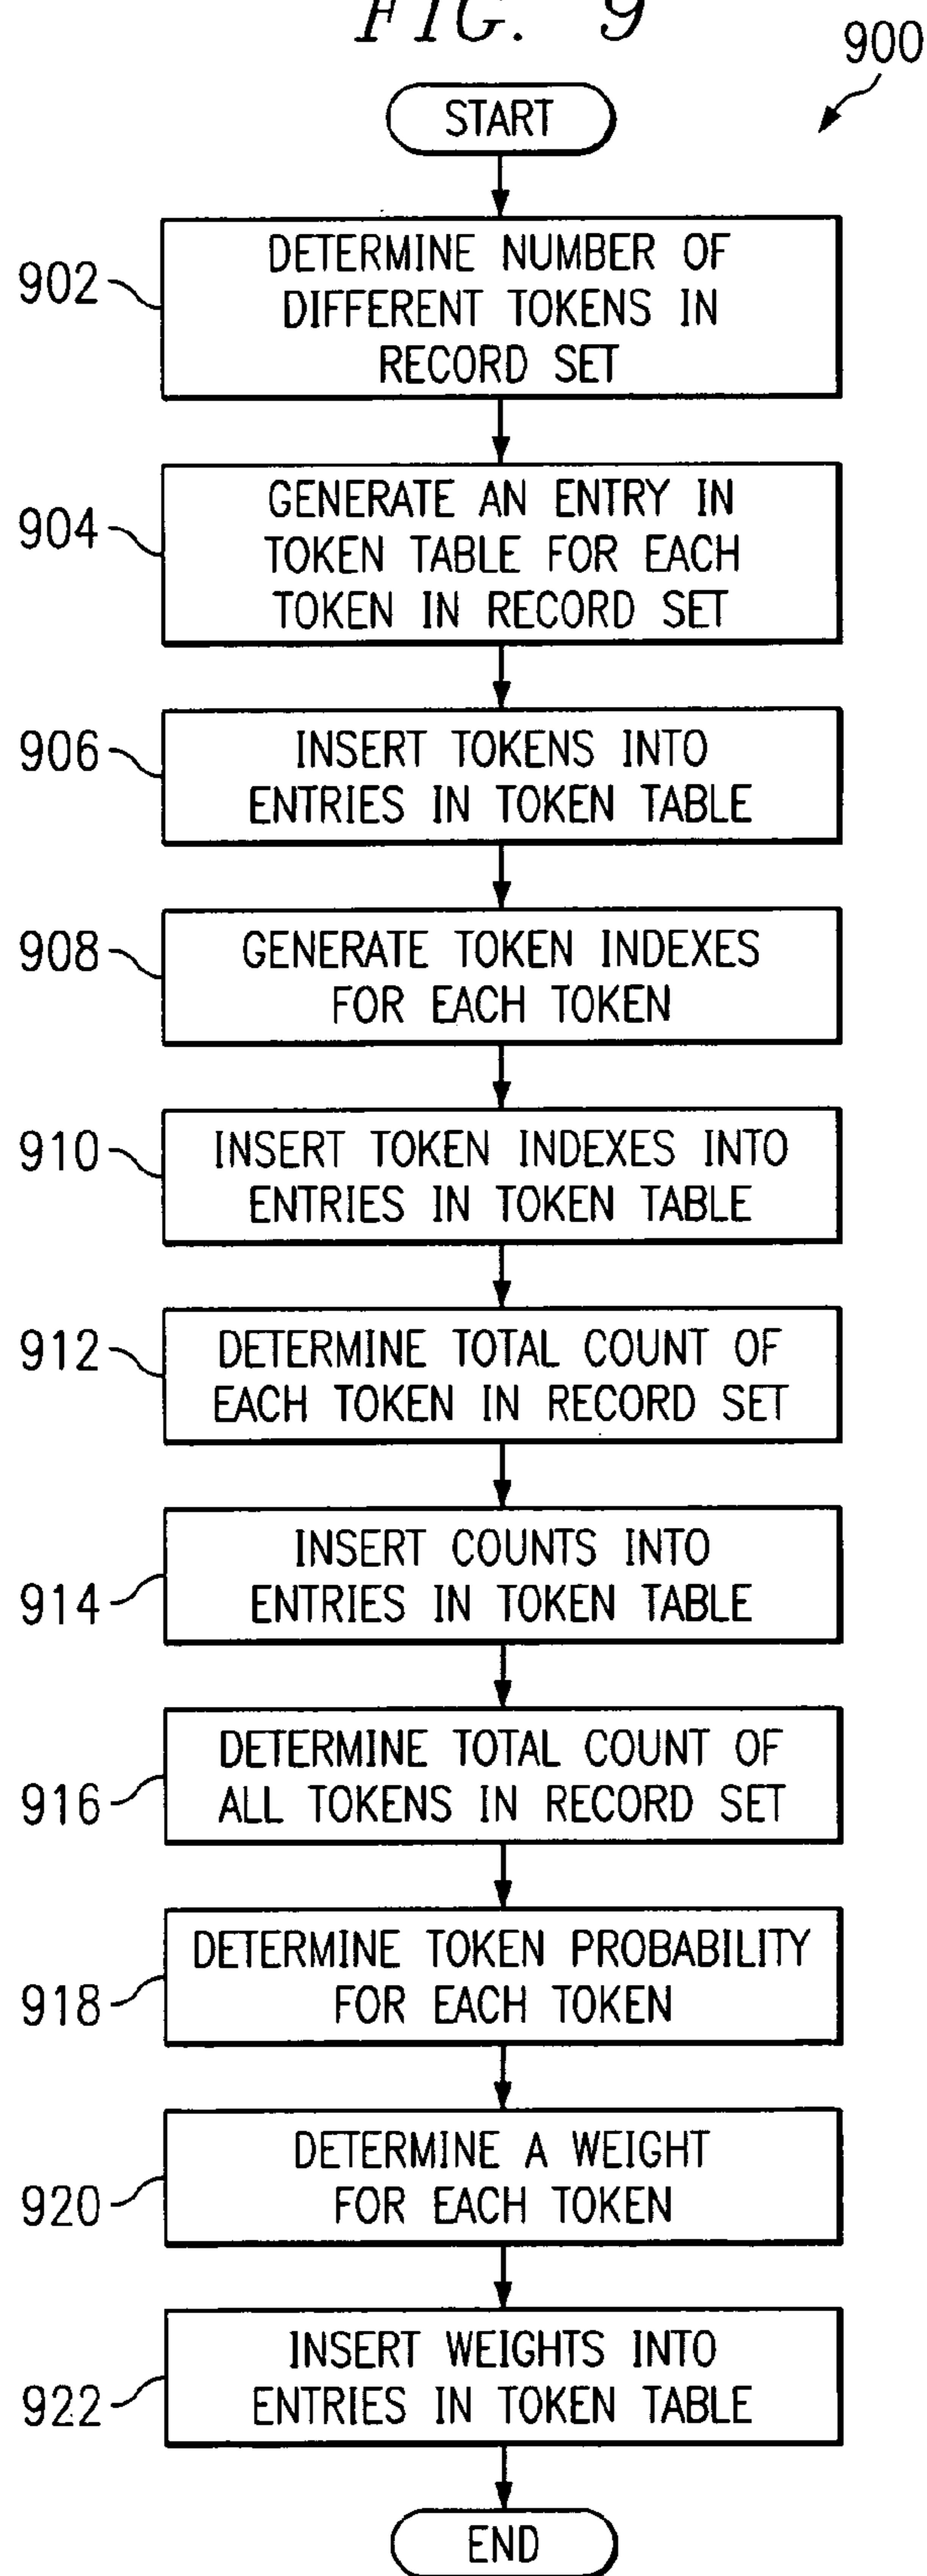 FIG. 9
900
START
902
DETERMINE NUMBER OF
DIFFERENT TOKENS IN
RECORD SET
904
GENERATE AN ENTRY IN
TOKEN TABLE FOR EACH
TOKEN IN RECORD SET
906
INSERT TOKENS INTO
ENTRIES IN TOKEN TABLE
908
GENERATE TOKEN INDEXES
FOR EACH TOKEN
910
INSERT TOKEN INDEXES INTO
ENTRIES IN TOKEN TABLE
912
DETERMINE TOTAL COUNT OF
EACH TOKEN IN RECORD SET
914
INSERT COUNTS INTO
ENTRIES IN TOKEN TABLE
916
DETERMINE TOTAL COUNT OF
ALL TOKENS IN RECORD SET
918
DETERMINE TOKEN PROBABILITY
FOR EACH TOKEN
920
DETERMINE A WEIGHT
FOR EACH TOKEN
922
INSERT WEIGHTS INTO
ENTRIES IN TOKEN TABLE
END